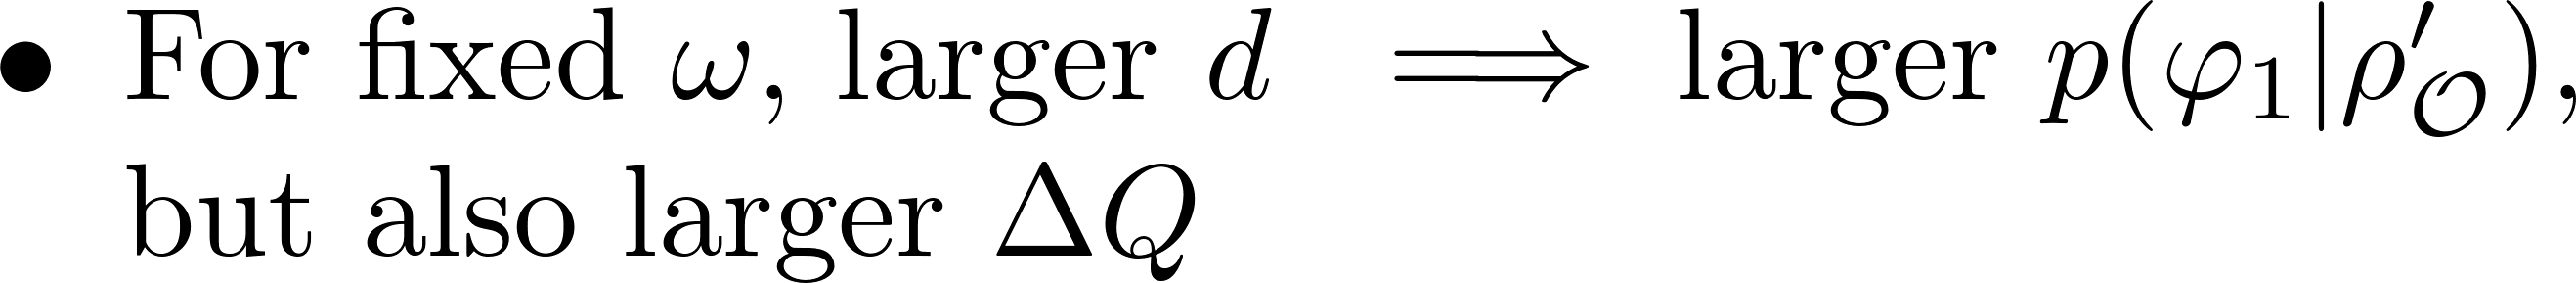 • For fixed ω, larger d ⟹ larger p(φ₁|ρ′_𝒪),
but also larger ΔQ